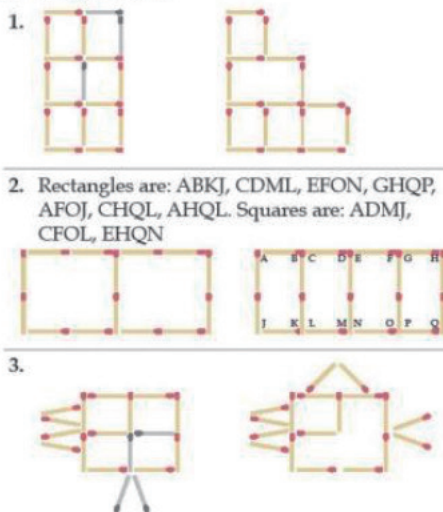 1.
2. Rectangles are: ABKJ, CDML, EFON, GHQP,
AFOJ, CHQL, AHQL. Squares are: ADMJ,
CFOL, EHQN
A B C D E F G H
J K L M N O P Q
3.